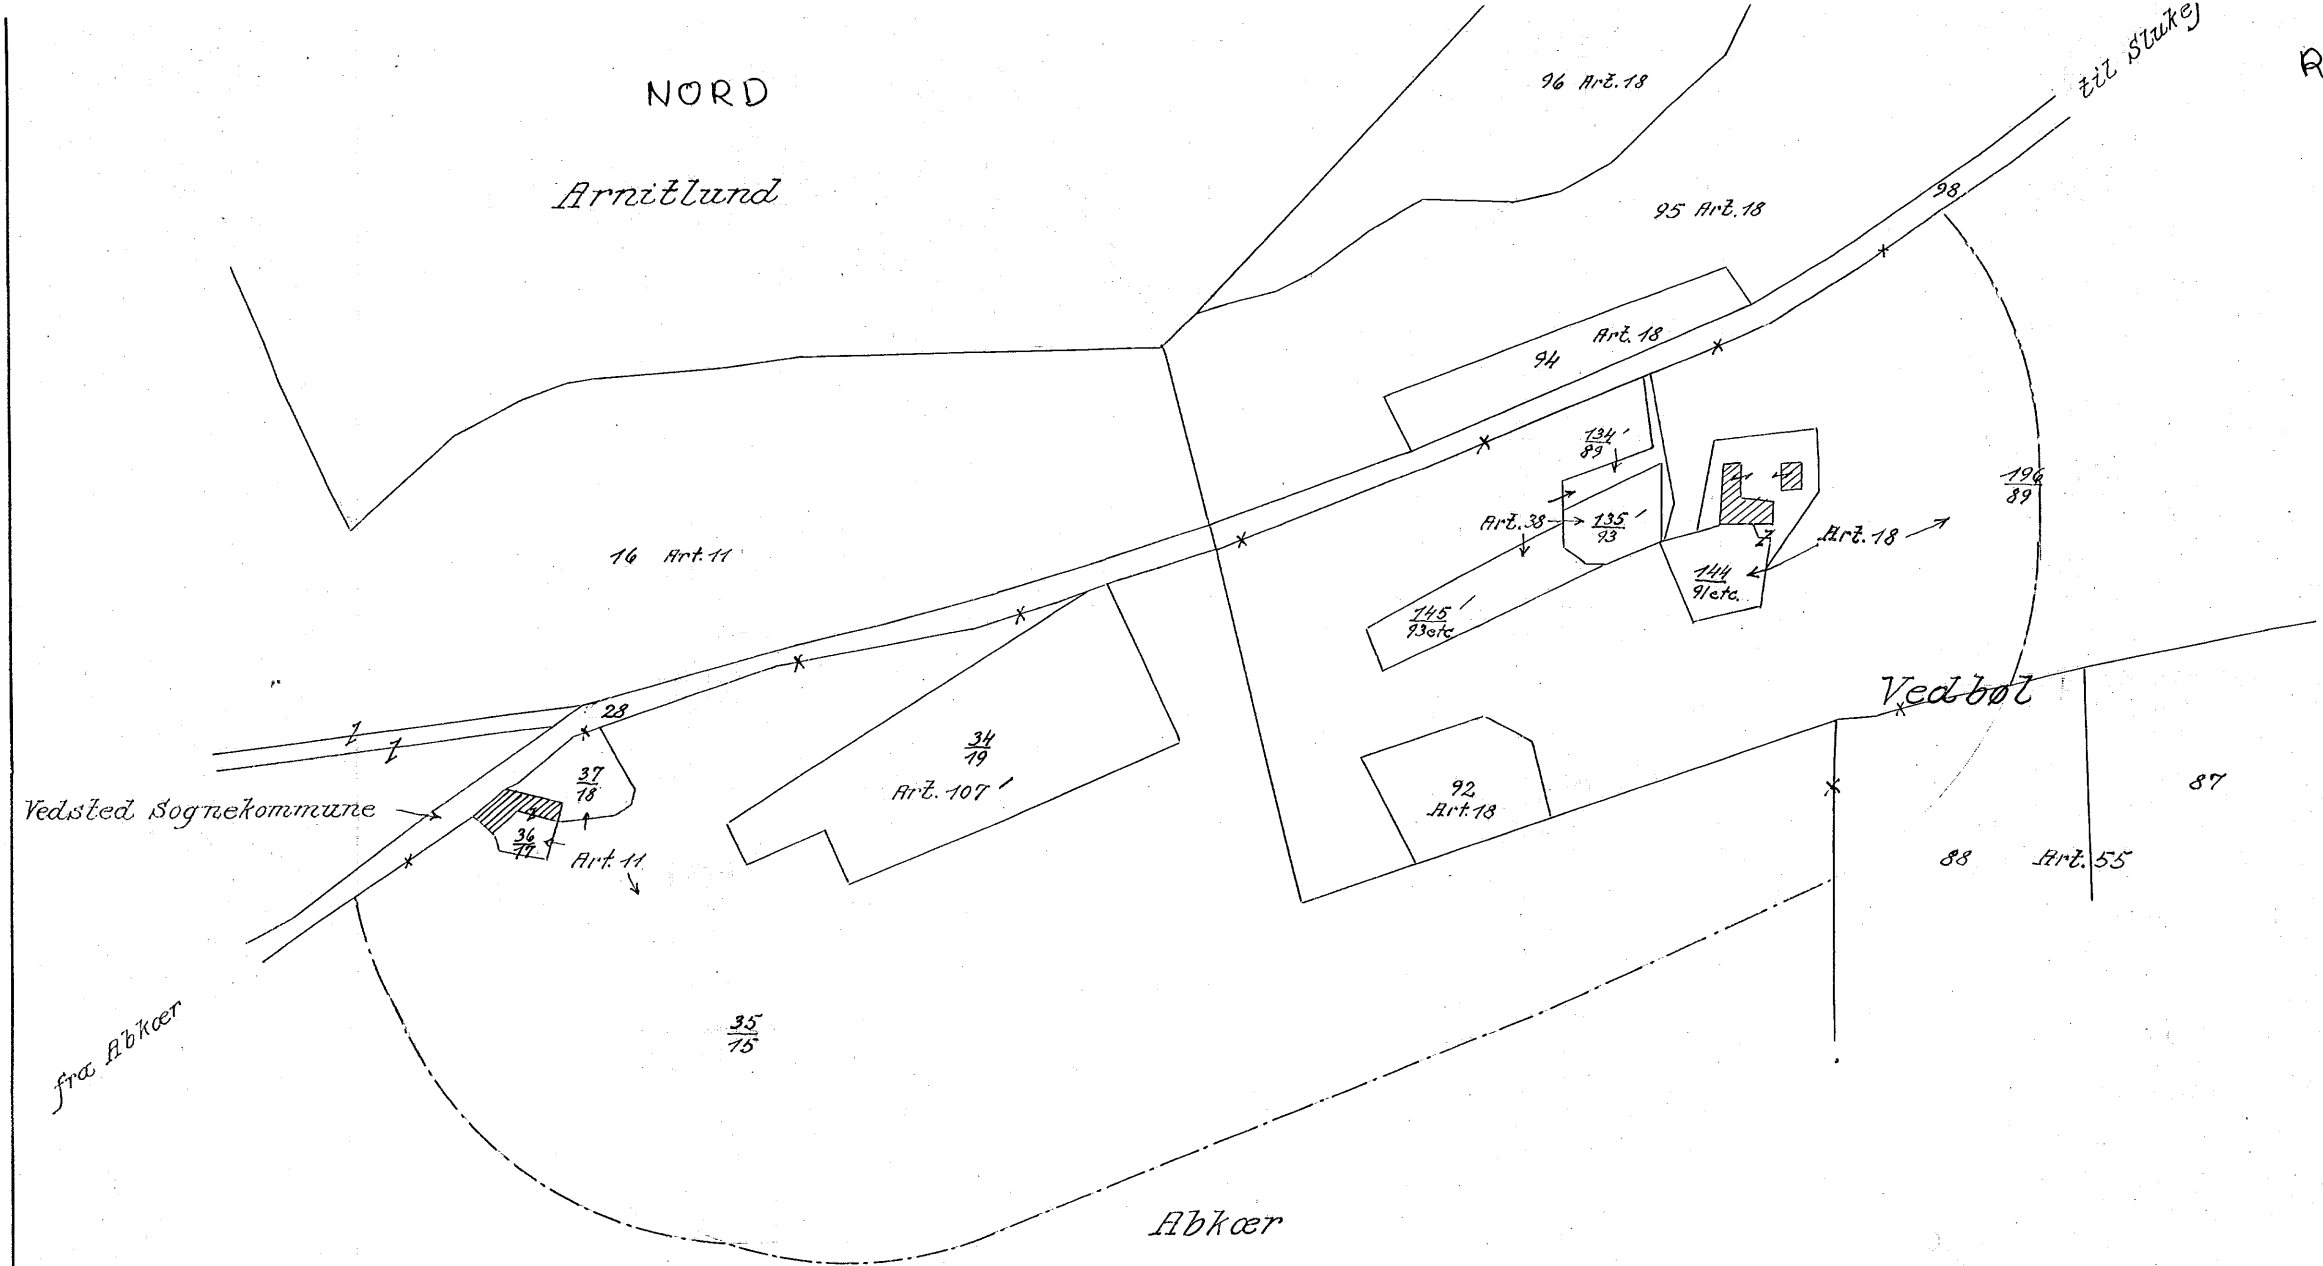 NORD
Arnitlund
96 Art. 18
til Stukej
R
95 Art. 18
98
Art. 18
94
16 Art. 11
134
89
Art. 38
135
93
196
89
Art. 18
144
91 etc.
145
93 etc
Vedbøl
28
37
18
34
19
Art. 107
92
Art. 18
87
Vedsted Sognekommune
36
17
Art. 11
88 Art. 55
35
15
fra Abkær
Abkær